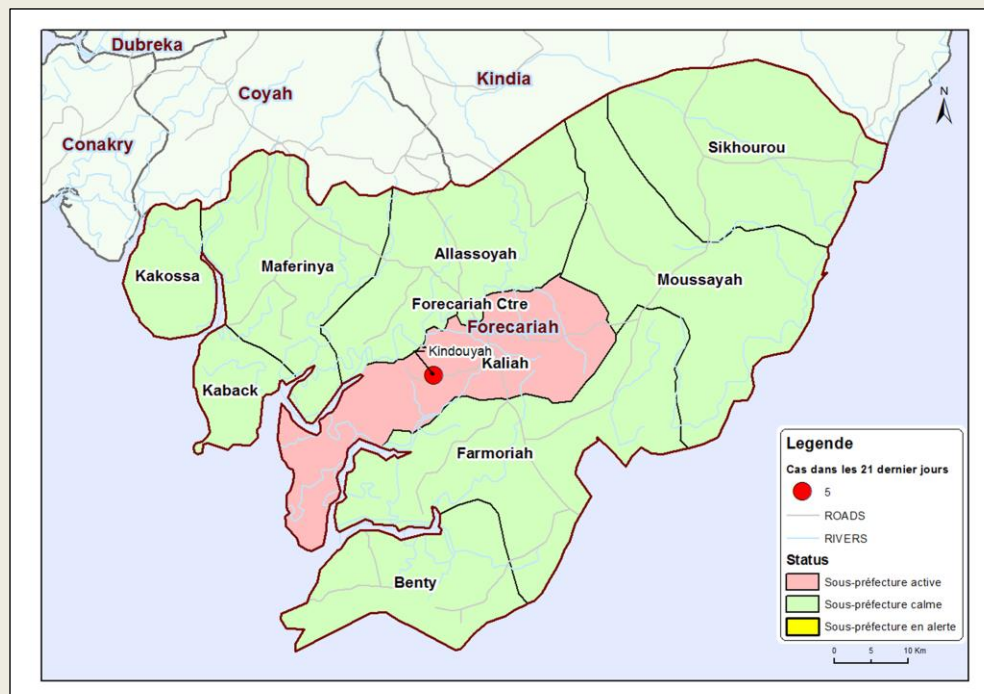 Dubreka
Kindia
Coyah
N
Conakry
Sikhourou
Allassoyah
Maferinya
Kakossa
Moussayah
Forecariah Ctre
Forecariah
Kindouyah
Kaliah
Kaback
Farmoriah
Benty
Legende
Cas dans les 21 dernier jours
5
ROADS
RIVERS
Status
Sous-préfecture active
Sous-préfecture calme
Sous-préfecture en alerte
0 5 10 Km